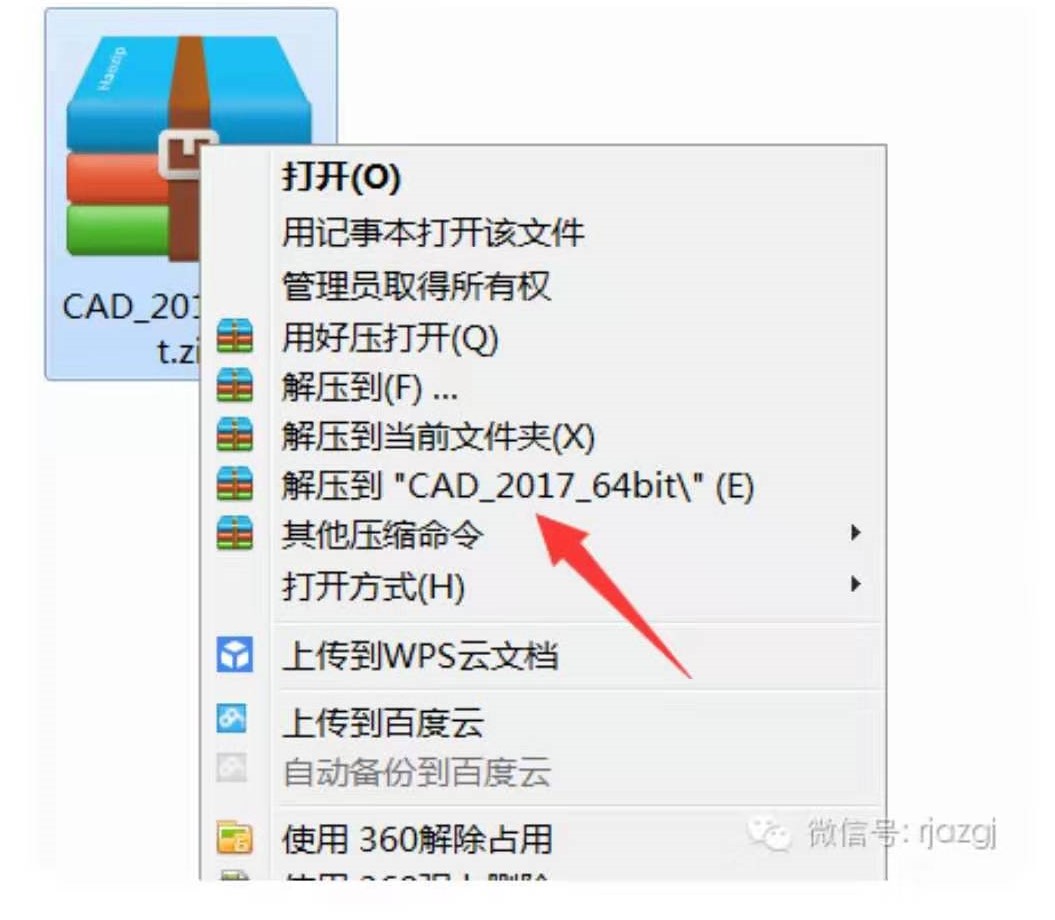 Haozip
CAD_201
t.zi
打开(O)
用记事本打开该文件
管理员取得所有权
用好压打开(Q)
解压到(F) ...
解压到当前文件夹(X)
解压到 "CAD_2017_64bit\" (E)
其他压缩命令
打开方式(H)
上传到WPS云文档
上传到百度云
自动备份到百度云
使用 360解除占用
微信号: rjazgj